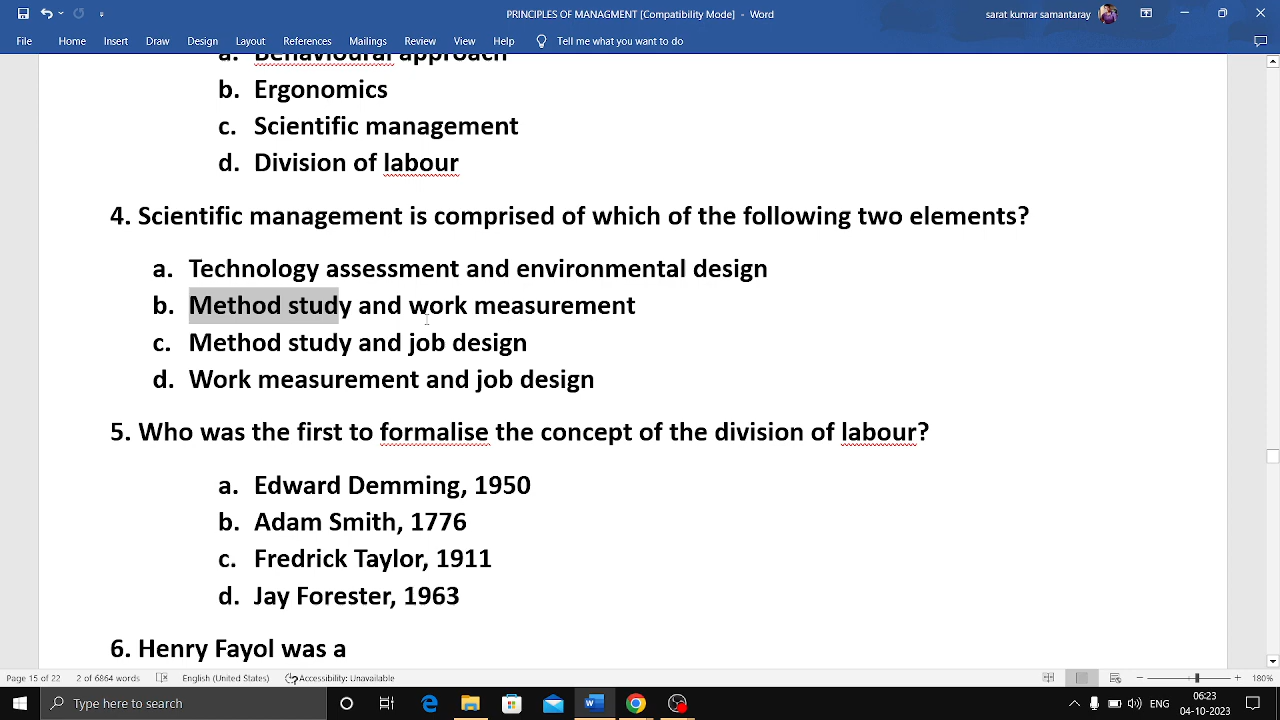 PRINCIPLES OF MANAGMENT [Compatibility Mode] - Word
sarat kumar samantaray
File Home Insert Draw Design Layout References Mailings Review View Help Tell me what you want to do
a. Behavioural approach
b. Ergonomics
c. Scientific management
d. Division of labour
4. Scientific management is comprised of which of the following two elements?
a. Technology assessment and environmental design
b. Method study and work measurement
c. Method study and job design
d. Work measurement and job design
5. Who was the first to formalise the concept of the division of labour?
a. Edward Demming, 1950
b. Adam Smith, 1776
c. Fredrick Taylor, 1911
d. Jay Forester, 1963
6. Henry Fayol was a
Page 15 of 22 2 of 6864 words English (United States) Accessibility: Unavailable 180%
Type here to search
ENG
06:23
04-10-2023